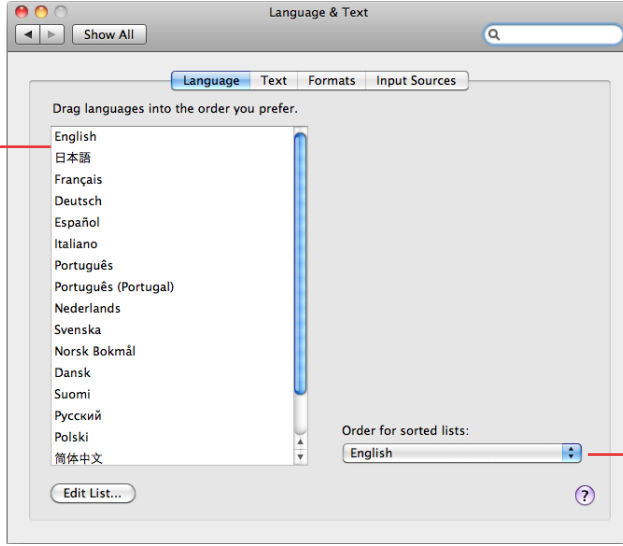 Language & Text
Show All
Language Text Formats Input Sources
Drag languages into the order you prefer.
English
日本語
Français
Deutsch
Español
Italiano
Português
Português (Portugal)
Nederlands
Svenska
Norsk Bokmål
Dansk
Suomi
Русский
Polski
简体中文
Order for sorted lists:
English
Edit List...
?